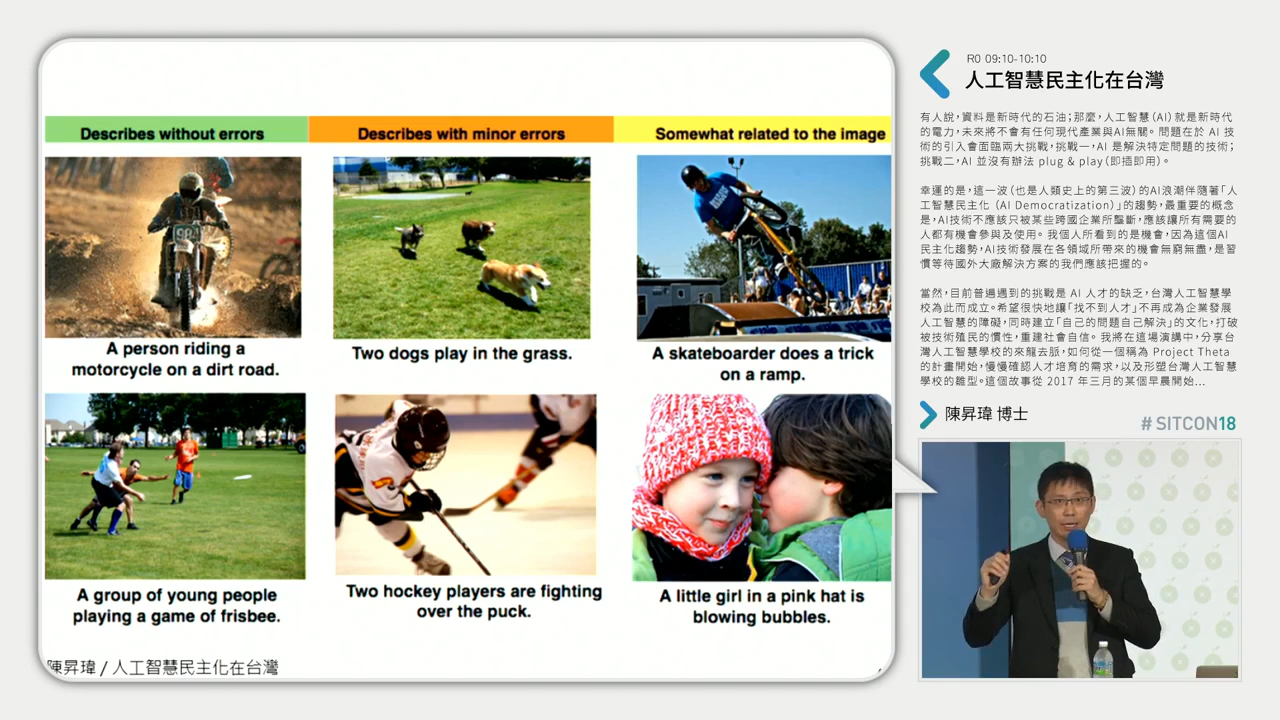 Describes without errors
Describes with minor errors
Somewhat related to the image
A person riding a
motorcycle on a dirt road.
Two dogs play in the grass.
A skateboarder does a trick
on a ramp.
A group of young people
playing a game of frisbee.
Two hockey players are fighting
over the puck.
A little girl in a pink hat is
blowing bubbles.
陳昇瑋 / 人工智慧民主化在台灣
R0 09:10-10:10
人工智慧民主化在台灣
有人說，資料是新時代的石油；那麼，人工智慧（AI）就是新時代
的電力，未來將不會有任何現代產業與AI無關。問題在於 AI 技
術的引入會面臨兩大挑戰，挑戰一，AI 是解決特定問題的技術；
挑戰二，AI 並沒有辦法 plug & play（即插即用）。
幸運的是，這一波（也是人類史上的第三波）的AI浪潮伴隨著「人
工智慧民主化（AI Democratization）」的趨勢，最重要的概念
是，AI技術不應該只被某些跨國企業所壟斷，應該讓所有需要的
人都有機會參與及使用。我個人所看到的是機會，因為這個AI
民主化趨勢，AI技術發展在各領域所帶來的機會無窮無盡，是習
慣等待國外大廠解決方案的我們應該把握的。
當然，目前普遍遇到的挑戰是 AI 人才的缺乏，台灣人工智慧學
校為此而成立。希望很快地讓「找不到人才」不再成為企業發展
人工智慧的障礙，同時建立「自己的問題自己解決」的文化，打破
被技術殖民的慣性，重建社會自信。我將在這場演講中，分享台
灣人工智慧學校的來龍去脈，如何從一個稱為 Project Theta
的計畫開始，慢慢確認人才培育的需求，以及形塑台灣人工智慧
學校的雛型。這個故事從 2017 年三月的某個早晨開始...
陳昇瑋 博士
# SITCON18